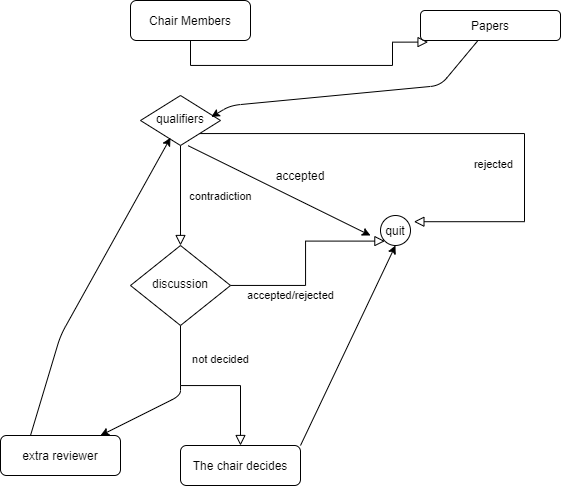 Chair Members
Papers
qualifiers
rejected
accepted
contradiction
quit
discussion
accepted/rejected
not decided
extra reviewer
The chair decides